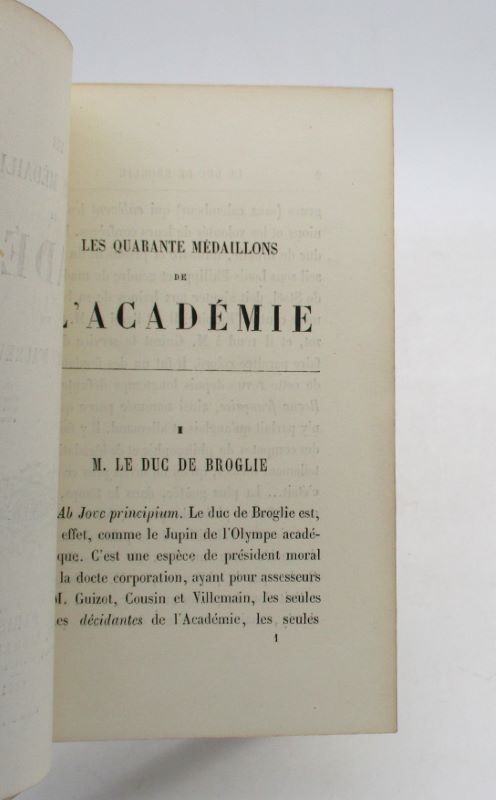 LES QUARANTE MÉDAILLONS
DE
L'ACADÉMIE
I
M. LE DUC DE BROGLIE
Ab Jove principium. Le duc de Broglie est,
effet, comme le Jupin de l'Olympe acadé-
que. C'est une espèce de président moral
la docte corporation, ayant pour assesseurs
M. Guizot, Cousin et Villemain, les seules
es décidantes de l'Académie, les seules
1